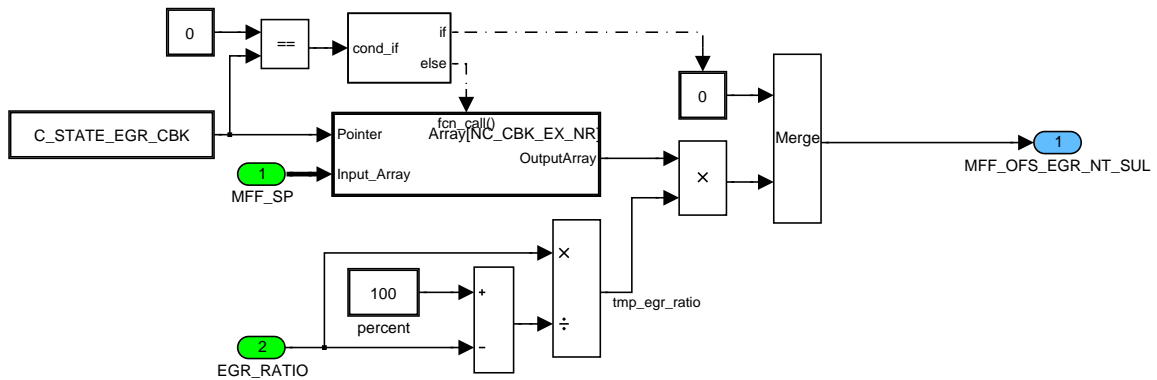 0
==
cond_if
if
else
0
C_STATE_EGR_CBK
fcn_call()
Array[NC_CBK_EX_NR]
Pointer
OutputArray
Input_Array
1
MFF_SP
×
Merge
1
MFF_OFS_EGR_NT_SUL
×
÷
tmp_egr_ratio
100
percent
+
−
2
EGR_RATIO